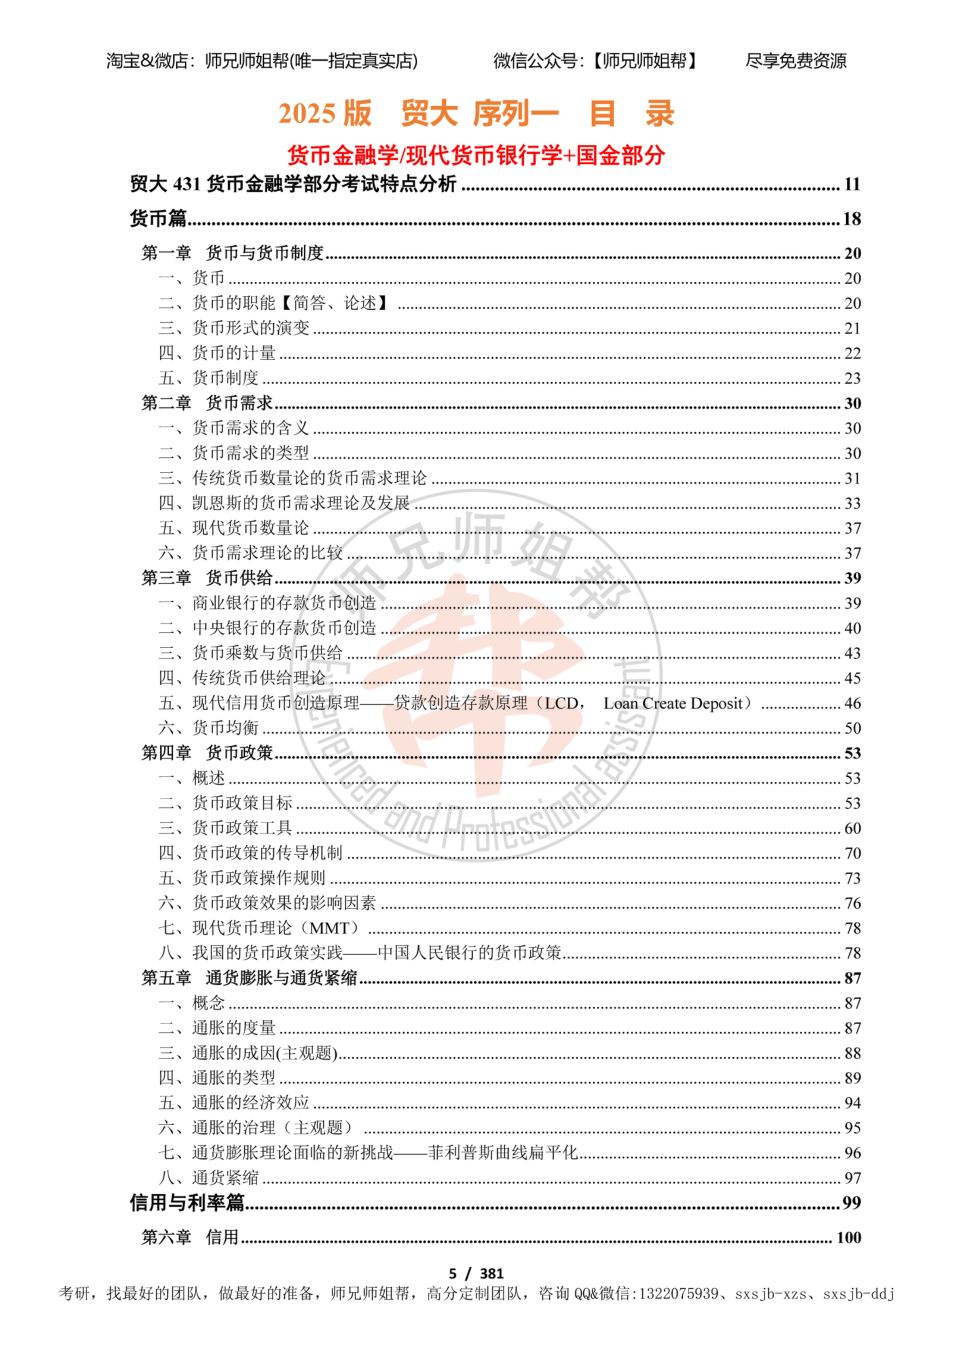 淘宝&微店：师兄师姐帮(唯一指定真实店) 微信公众号：【师兄师姐帮】 尽享免费资源
2025 版 贸大 序列一 目 录
货币金融学/现代货币银行学+国金部分
贸大 431 货币金融学部分考试特点分析 11
货币篇 18
第一章 货币与货币制度 20
一、货币 20
二、货币的职能【简答、论述】 20
三、货币形式的演变 21
四、货币的计量 22
五、货币制度 23
第二章 货币需求 30
一、货币需求的含义 30
二、货币需求的类型 30
三、传统货币数量论的货币需求理论 31
四、凯恩斯的货币需求理论及发展 33
五、现代货币数量论 37
六、货币需求理论的比较 37
第三章 货币供给 39
一、商业银行的存款货币创造 39
二、中央银行的存款货币创造 40
三、货币乘数与货币供给 43
四、传统货币供给理论 45
五、现代信用货币创造原理——贷款创造存款原理（LCD， Loan Create Deposit） 46
六、货币均衡 50
第四章 货币政策 53
一、概述 53
二、货币政策目标 53
三、货币政策工具 60
四、货币政策的传导机制 70
五、货币政策操作规则 73
六、货币政策效果的影响因素 76
七、现代货币理论（MMT） 78
八、我国的货币政策实践——中国人民银行的货币政策 78
第五章 通货膨胀与通货紧缩 87
一、概念 87
二、通胀的度量 87
三、通胀的成因(主观题) 88
四、通胀的类型 89
五、通胀的经济效应 94
六、通胀的治理（主观题） 95
七、通货膨胀理论面临的新挑战——菲利普斯曲线扁平化 96
八、通货紧缩 97
信用与利率篇 99
第六章 信用 100
师兄师姐帮
帮
Experienced and Professional assistant
5 / 381
考研，找最好的团队，做最好的准备，师兄师姐帮，高分定制团队，咨询 QQ&微信:1322075939、sxsjb-xzs、sxsjb-ddj